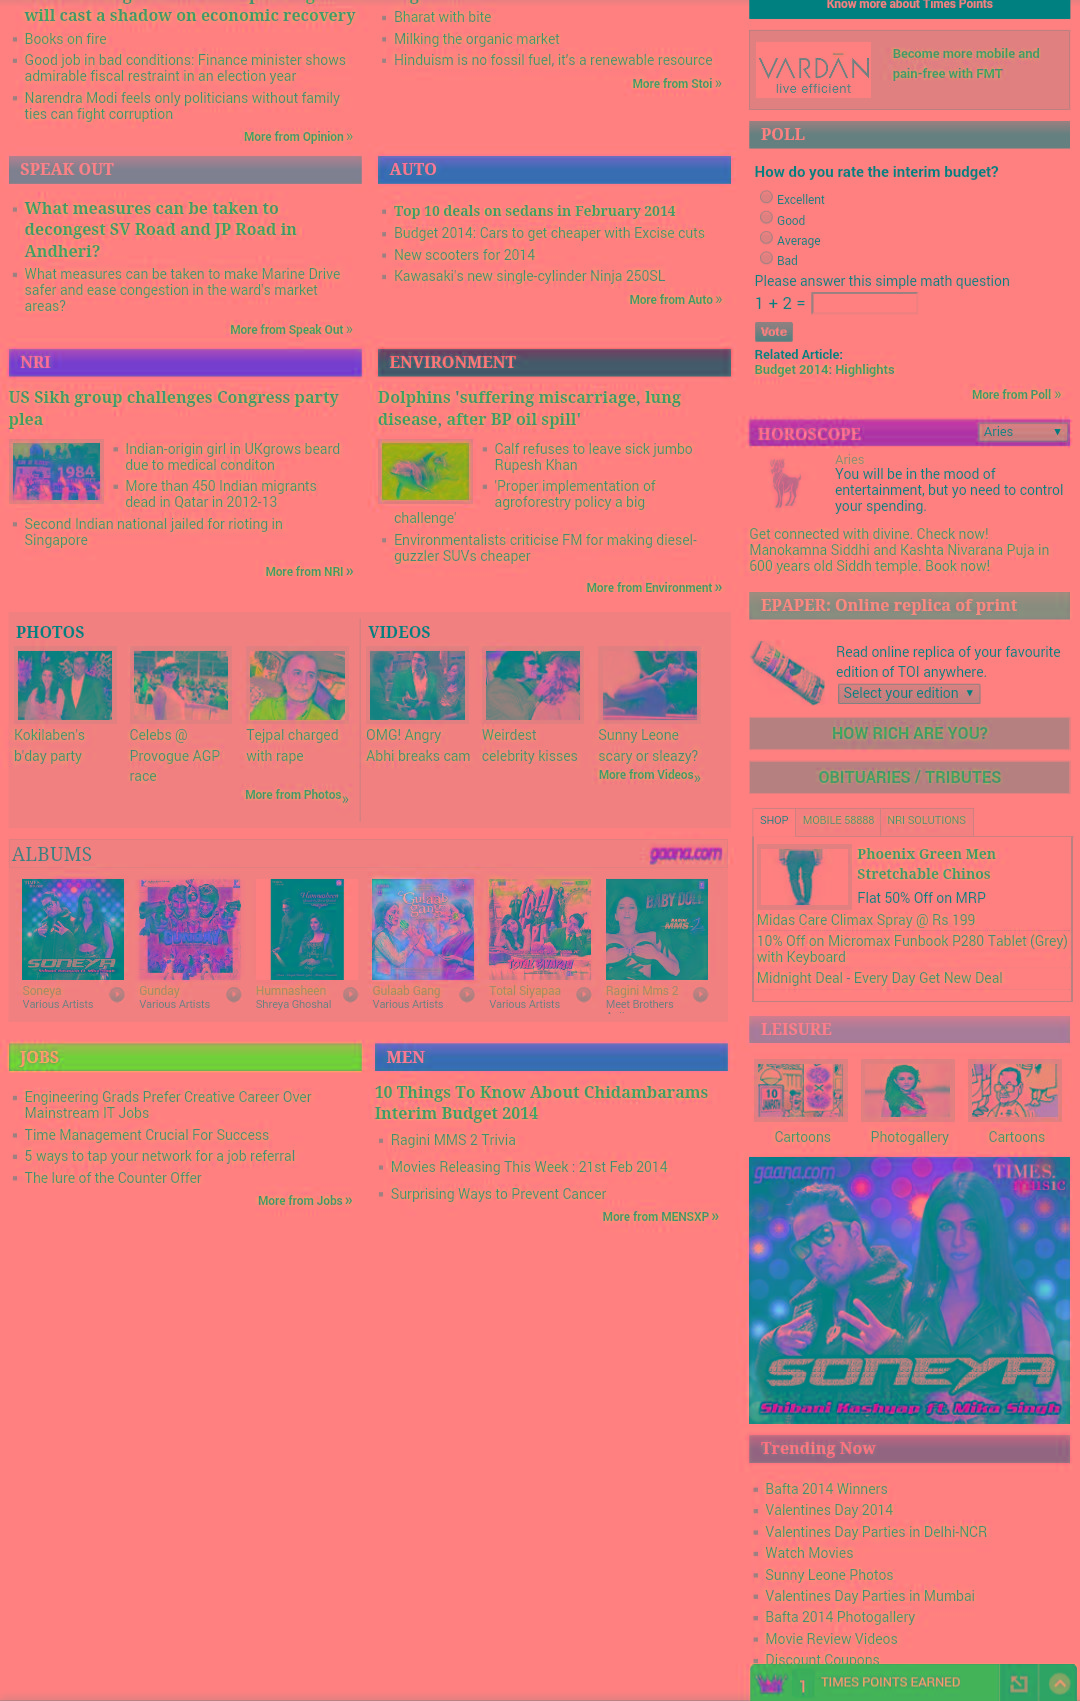 will cast a shadow on economic recovery
Books on fire
Good job in bad conditions: Finance minister shows
admirable fiscal restraint in an election year
Narendra Modi feels only politicians without family
ties can fight corruption
More from Opinion »
Bharat with bite
Milking the organic market
Hinduism is no fossil fuel, it's a renewable resource
More from Stoi »
SPEAK OUT
What measures can be taken to
decongest SV Road and JP Road in
Andheri?
What measures can be taken to make Marine Drive
safer and ease congestion in the ward's market
areas?
More from Speak Out »
AUTO
Top 10 deals on sedans in February 2014
Budget 2014: Cars to get cheaper with Excise cuts
New scooters for 2014
Kawasaki's new single-cylinder Ninja 250SL
More from Auto »
NRI
US Sikh group challenges Congress party
plea
1984
Indian-origin girl in UKgrows beard
due to medical conditon
More than 450 Indian migrants
dead in Qatar in 2012-13
Second Indian national jailed for rioting in
Singapore
More from NRI »
ENVIRONMENT
Dolphins 'suffering miscarriage, lung
disease, after BP oil spill'
Calf refuses to leave sick jumbo
Rupesh Khan
'Proper implementation of
agroforestry policy a big
challenge'
Environmentalists criticise FM for making diesel-
guzzler SUVs cheaper
More from Environment »
PHOTOS
Kokilaben's
b'day party
Celebs @
Provogue AGP
race
Tejpal charged
with rape
More from Photos »
VIDEOS
OMG! Angry
Abhi breaks cam
Weirdest
celebrity kisses
Sunny Leone
scary or sleazy?
More from Videos »
ALBUMS
gaana.com
SONEYA
GUNDAY
Humnasheen
Gulaab Gang
TOTAL SIYAPAA
BABY DOLL
MMS-2
Soneya
Various Artists
Gunday
Various Artists
Humnasheen
Shreya Ghoshal
Gulaab Gang
Various Artists
Total Siyapaa
Various Artists
Ragini Mms 2
Meet Brothers
JOBS
Engineering Grads Prefer Creative Career Over
Mainstream IT Jobs
Time Management Crucial For Success
5 ways to tap your network for a job referral
The lure of the Counter Offer
More from Jobs »
MEN
10 Things To Know About Chidambarams
Interim Budget 2014
Ragini MMS 2 Trivia
Movies Releasing This Week : 21st Feb 2014
Surprising Ways to Prevent Cancer
More from MENSXP »
Know more about Times Points
VARDĀN
live efficient
Become more mobile and
pain-free with FMT
POLL
How do you rate the interim budget?
Excellent
Good
Average
Bad
Please answer this simple math question
1 + 2 =
Vote
Related Article:
Budget 2014: Highlights
More from Poll »
HOROSCOPE
Aries ▼
Aries
You will be in the mood of
entertainment, but yo need to control
your spending.
Get connected with divine. Check now!
Manokamna Siddhi and Kashta Nivarana Puja in
600 years old Siddh temple. Book now!
EPAPER: Online replica of print
Read online replica of your favourite
edition of TOI anywhere.
Select your edition ▼
HOW RICH ARE YOU?
OBITUARIES / TRIBUTES
SHOP MOBILE 58888 NRI SOLUTIONS
Phoenix Green Men
Stretchable Chinos
Flat 50% Off on MRP
Midas Care Climax Spray @ Rs 199
10% Off on Micromax Funbook P280 Tablet (Grey)
with Keyboard
Midnight Deal - Every Day Get New Deal
LEISURE
10
Cartoons
Photogallery
Cartoons
gaana.com
TIMES
music
SONEYA
Shibani Kashyap ft. Mika Singh
Trending Now
Bafta 2014 Winners
Valentines Day 2014
Valentines Day Parties in Delhi-NCR
Watch Movies
Sunny Leone Photos
Valentines Day Parties in Mumbai
Bafta 2014 Photogallery
Movie Review Videos
Discount Coupons
1 TIMES POINTS EARNED